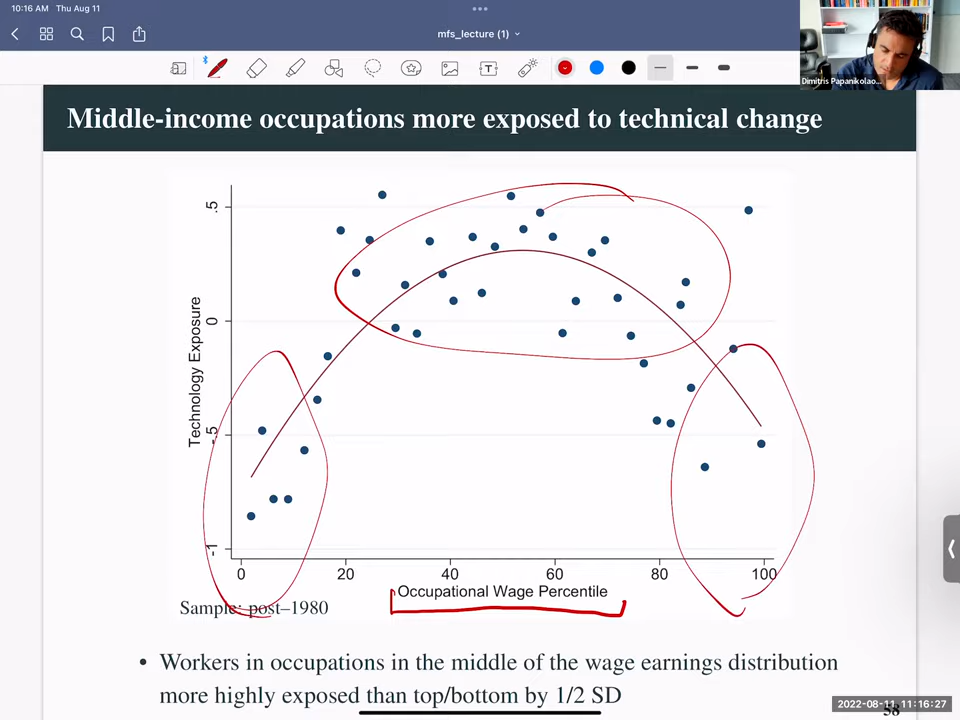 10:16 AM Thu Aug 11
mfs_lecture (1)
Dimitris Papanikolao...
Middle-income occupations more exposed to technical change
Technology Exposure
.5
0
-.5
-1
0 20 40 60 80 100
Occupational Wage Percentile
Sample: post–1980
• Workers in occupations in the middle of the wage earnings distribution
more highly exposed than top/bottom by 1/2 SD
2022-08-11 11:16:27
58